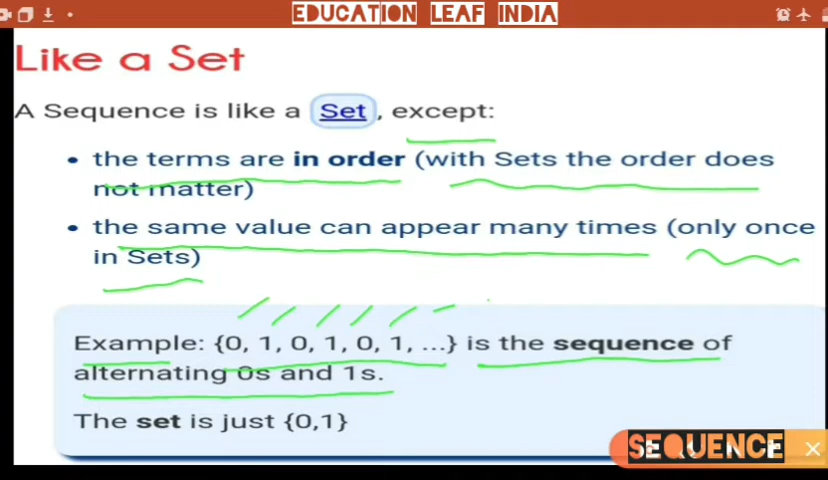 EDUCATION LEAF INDIA
Like a Set
A Sequence is like a Set, except:
• the terms are in order (with Sets the order does
not matter)
• the same value can appear many times (only once
in Sets)
Example: {0, 1, 0, 1, 0, 1, ...} is the sequence of
alternating 0s and 1s.
The set is just {0,1}
SEQUENCE